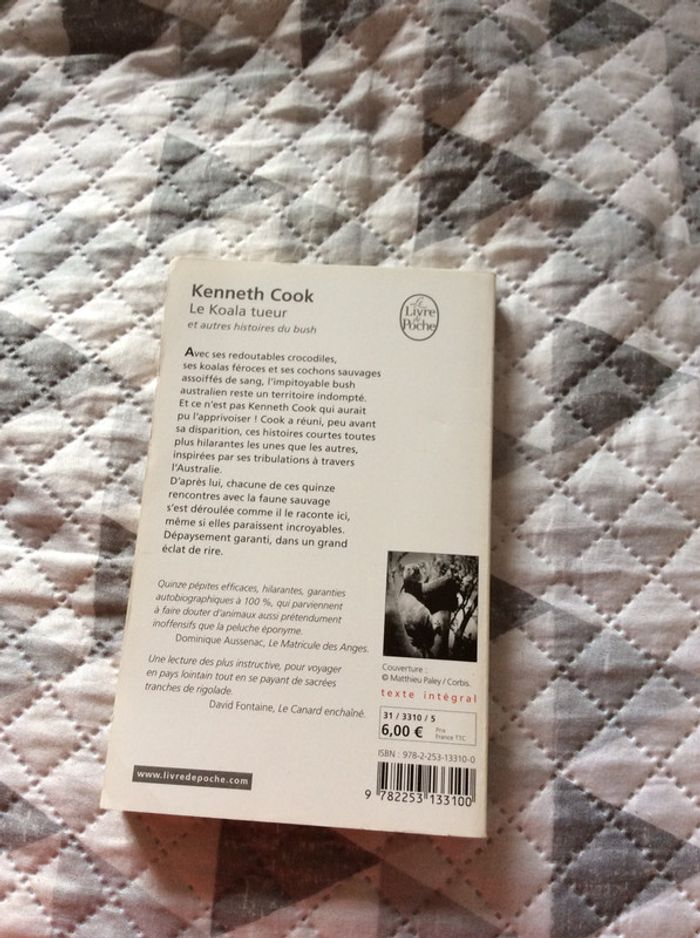 Kenneth Cook
Le Koala tueur
et autres histoires du bush
Le
Livre
de
Poche
Avec ses redoutables crocodiles,
ses koalas féroces et ses cochons sauvages
assoiffés de sang, l'impitoyable bush
australien reste un territoire indompté.
Et ce n'est pas Kenneth Cook qui aurait
pu l'apprivoiser ! Cook a réuni, peu avant
sa disparition, ces histoires courtes toutes
plus hilarantes les unes que les autres,
inspirées par ses tribulations à travers
l'Australie.
D'après lui, chacune de ces quinze
rencontres avec la faune sauvage
s'est déroulée comme il le raconte ici,
même si elles paraissent incroyables.
Dépaysement garanti, dans un grand
éclat de rire.
Quinze pépites efficaces, hilarantes, garanties
autobiographiques à 100 %, qui parviennent
à faire douter d'animaux aussi prétendument
inoffensifs que la peluche éponyme.
Dominique Aussenac, Le Matricule des Anges.
Une lecture des plus instructive, pour voyager
en pays lointain tout en se payant de sacrées
tranches de rigolade.
David Fontaine, Le Canard enchaîné.
www.livredepoche.com
Couverture :
© Matthieu Paley / Corbis.
texte intégral
31 / 3310 / 5
6,00 € Prix
France TTC
ISBN : 978-2-253-13310-0
9 782253 133100